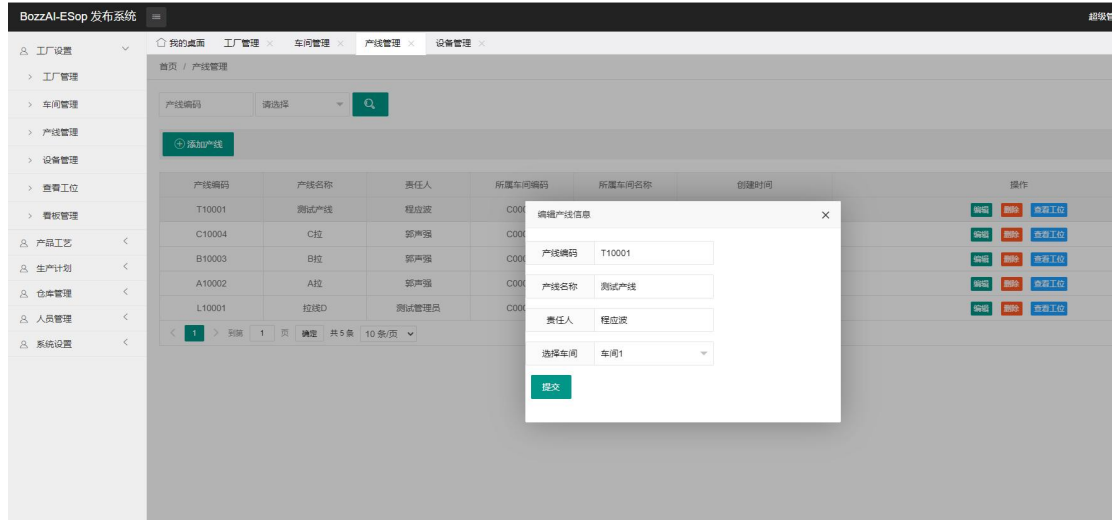 BozzAI-ESop 发布系统
超级管
工厂设置
工厂管理
车间管理
产线管理
设备管理
查看工位
看板管理
产品工艺
生产计划
仓库管理
人员管理
系统设置
我的桌面 工厂管理 车间管理 产线管理 设备管理
首页 / 产线管理
产线编码 请选择
添加产线
产线编码 产线名称 责任人 所属车间编码 所属车间名称 创建时间 操作
T10001 测试产线 程应波 C000 编辑 删除 查看工位
C10004 C拉 郭声强 C000 编辑 删除 查看工位
B10003 B拉 郭声强 C000 编辑 删除 查看工位
A10002 A拉 郭声强 C000 编辑 删除 查看工位
L10001 拉线D 测试管理员 C000 编辑 删除 查看工位
1 到第 1 页 确定 共 5 条 10 条/页
编辑产线信息
产线编码 T10001
产线名称 测试产线
责任人 程应波
选择车间 车间1
提交